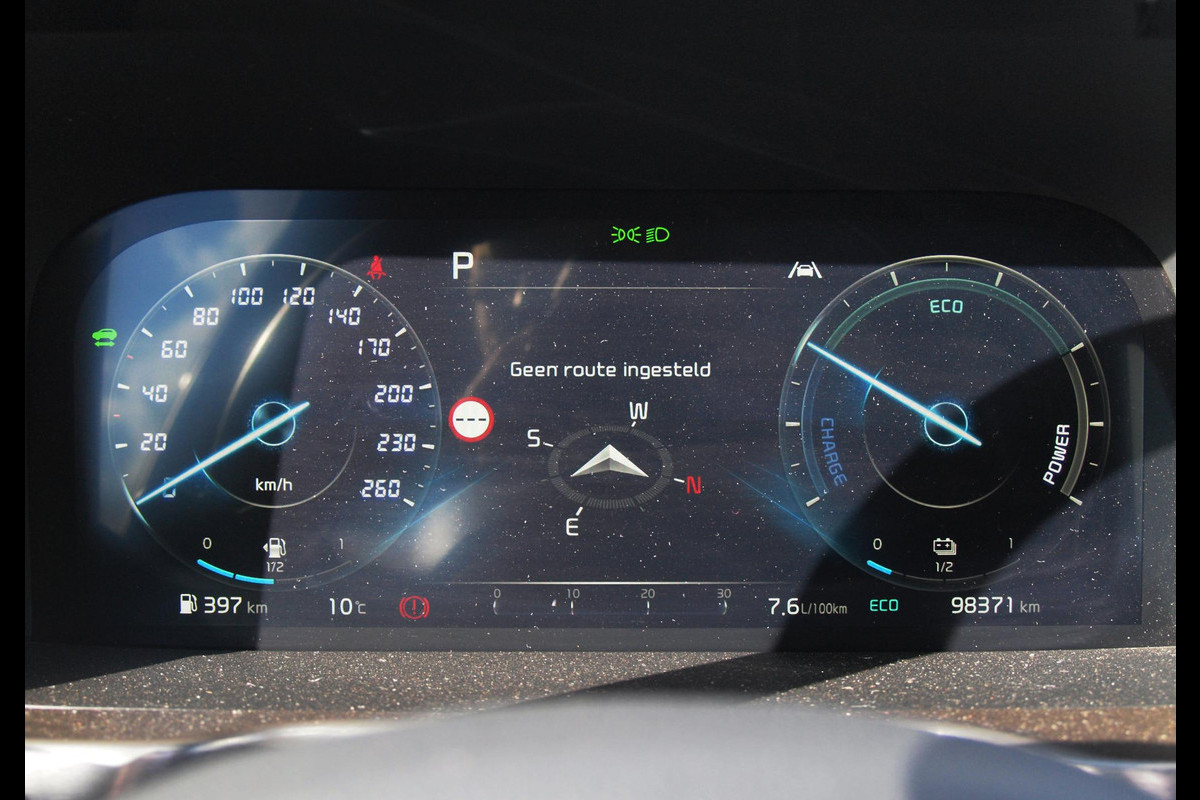 P
100 120
80
140
ECO
60
170
Geen route ingesteld
40
200
W
20
230
S
CHARGE
POWER
0
km/h
260
N
E
0 1
1/2
0 1
1/2
397 km
10°C
0 10 20 30
7.6 L/100km
ECO
98371 km